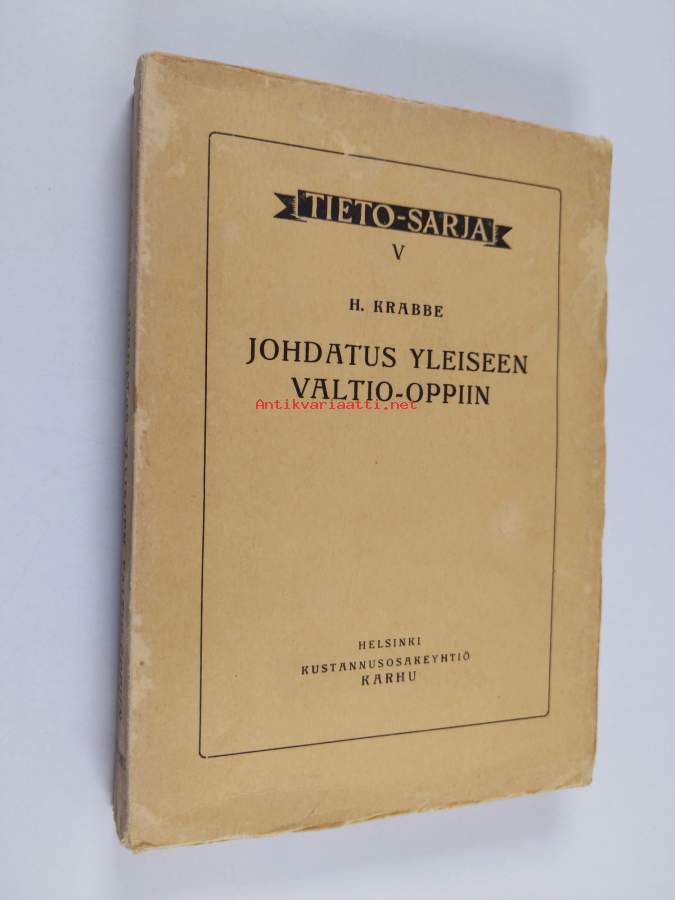 TIETO-SARJA
V
H. KRABBE
JOHDATUS YLEISEEN
VALTIO-OPPIIN
Antikvariaatti.net
HELSINKI
KUSTANNUSOSAKEYHTIÖ
KARHU